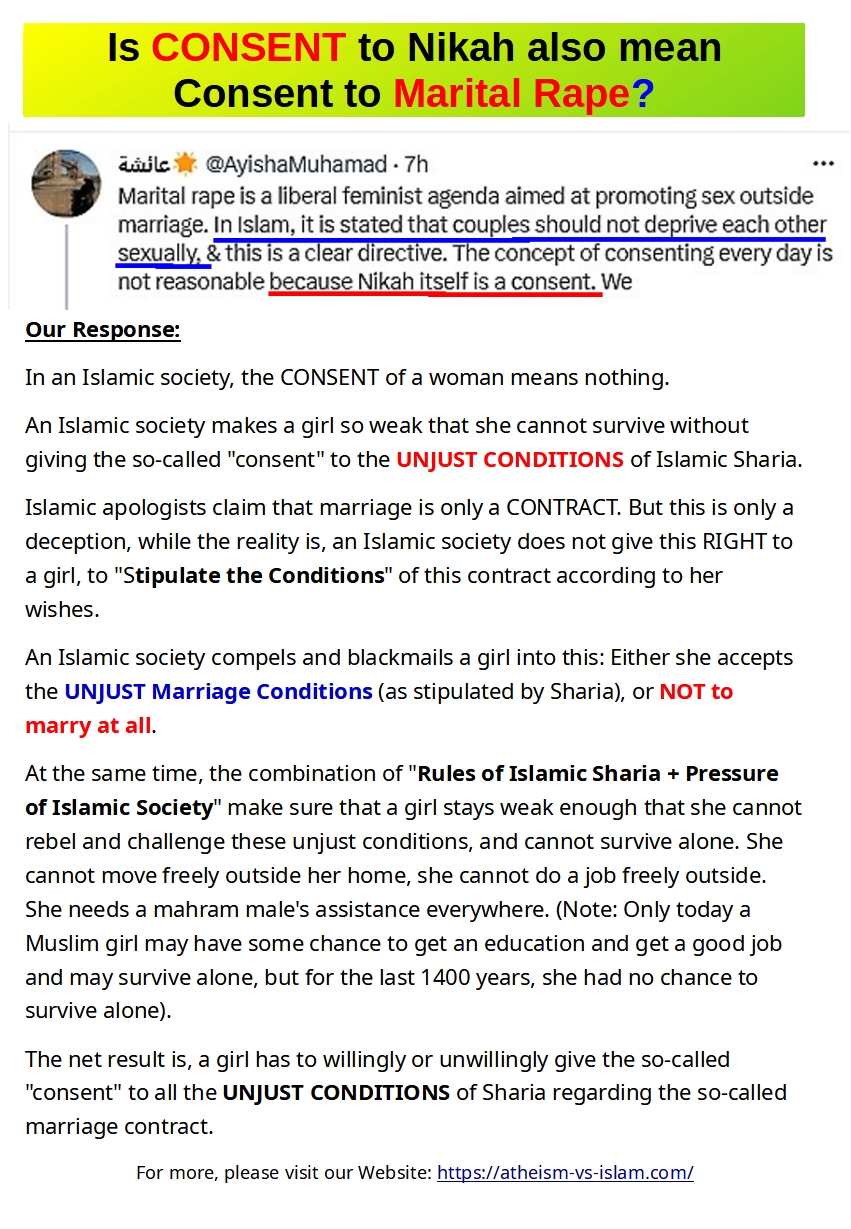 Is CONSENT to Nikah also mean
Consent to Marital Rape?
عائشة @AyishaMuhamad · 7h
Marital rape is a liberal feminist agenda aimed at promoting sex outside
marriage. In Islam, it is stated that couples should not deprive each other
sexually, & this is a clear directive. The concept of consenting every day is
not reasonable because Nikah itself is a consent. We
Our Response:
In an Islamic society, the CONSENT of a woman means nothing.
An Islamic society makes a girl so weak that she cannot survive without
giving the so-called "consent" to the UNJUST CONDITIONS of Islamic Sharia.
Islamic apologists claim that marriage is only a CONTRACT. But this is only a
deception, while the reality is, an Islamic society does not give this RIGHT to
a girl, to "Stipulate the Conditions" of this contract according to her
wishes.
An Islamic society compels and blackmails a girl into this: Either she accepts
the UNJUST Marriage Conditions (as stipulated by Sharia), or NOT to
marry at all.
At the same time, the combination of "Rules of Islamic Sharia + Pressure
of Islamic Society" make sure that a girl stays weak enough that she cannot
rebel and challenge these unjust conditions, and cannot survive alone. She
cannot move freely outside her home, she cannot do a job freely outside.
She needs a mahram male's assistance everywhere. (Note: Only today a
Muslim girl may have some chance to get an education and get a good job
and may survive alone, but for the last 1400 years, she had no chance to
survive alone).
The net result is, a girl has to willingly or unwillingly give the so-called
"consent" to all the UNJUST CONDITIONS of Sharia regarding the so-called
marriage contract.
For more, please visit our Website: https://atheism-vs-islam.com/